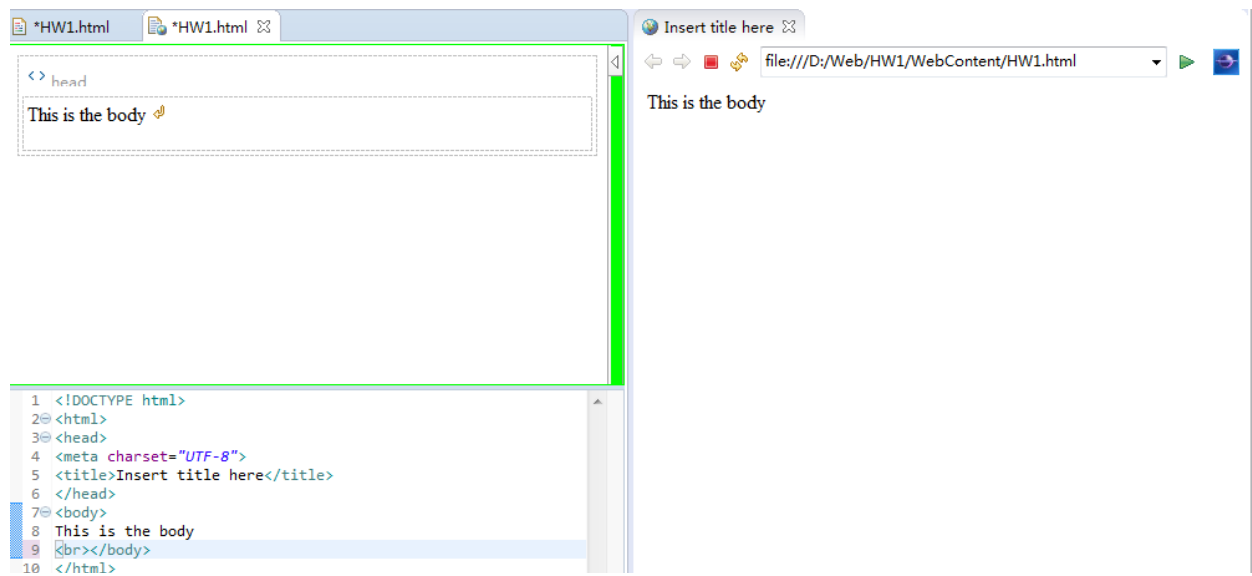 *HW1.html
*HW1.html
head
This is the body
1 <!DOCTYPE html>
2 <html>
3 <head>
4 <meta charset="UTF-8">
5 <title>Insert title here</title>
6 </head>
7 <body>
8 This is the body
9 <br></body>
10 </html>
Insert title here
file:///D:/Web/HW1/WebContent/HW1.html
This is the body